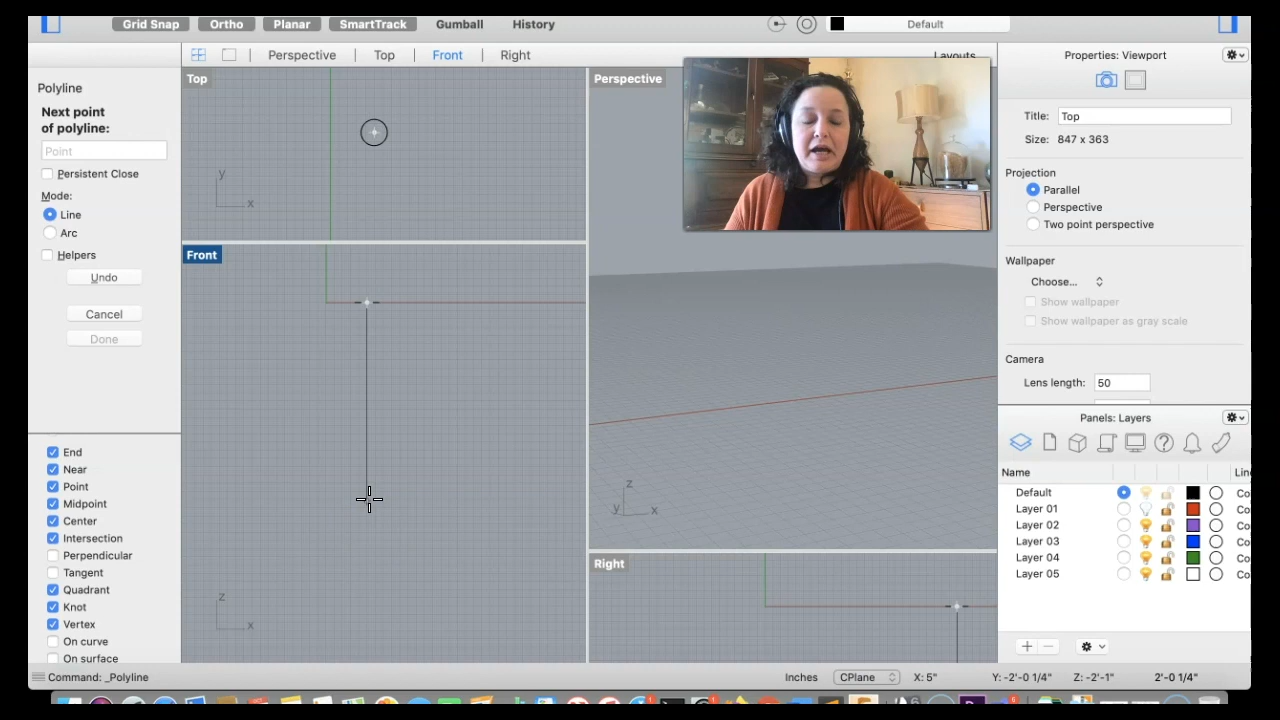 Grid Snap Ortho Planar SmartTrack Gumball History Default
Perspective Top Front Right Layouts
Polyline
Next point
of polyline:
Point
Persistent Close
Mode:
Line
Arc
Helpers
Undo
Cancel
Done
End
Near
Point
Midpoint
Center
Intersection
Perpendicular
Tangent
Quadrant
Knot
Vertex
On curve
On surface
Top
y
x
Front
z
x
Perspective
z
y x
Right
Properties: Viewport
Title: Top
Size: 847 x 363
Projection
Parallel
Perspective
Two point perspective
Wallpaper
Choose...
Show wallpaper
Show wallpaper as gray scale
Camera
Lens length: 50
Panels: Layers
Name
Default
Layer 01
Layer 02
Layer 03
Layer 04
Layer 05
Command: _Polyline Inches CPlane X: 5" Y: -2'-0 1/4" Z: -2'-1" 2'-0 1/4"